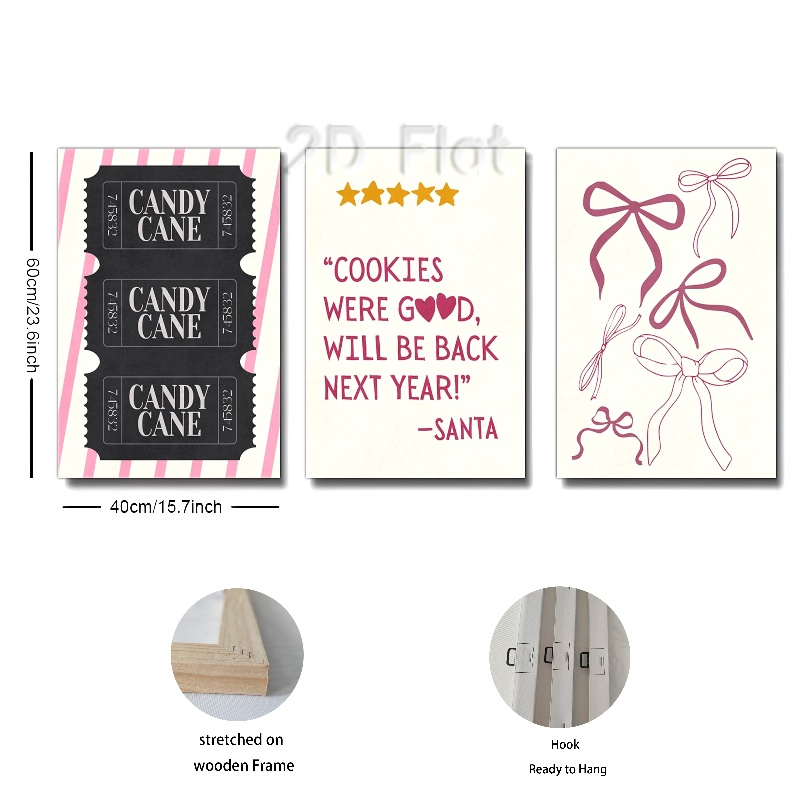 2D Flat
60cm/23.6inch
40cm/15.7inch
CANDY
CANE
745832
745832
CANDY
CANE
745832
745832
CANDY
CANE
745832
745832
“COOKIES
WERE GOOD,
WILL BE BACK
NEXT YEAR!”
–SANTA
stretched on
wooden Frame
Hook
Ready to Hang